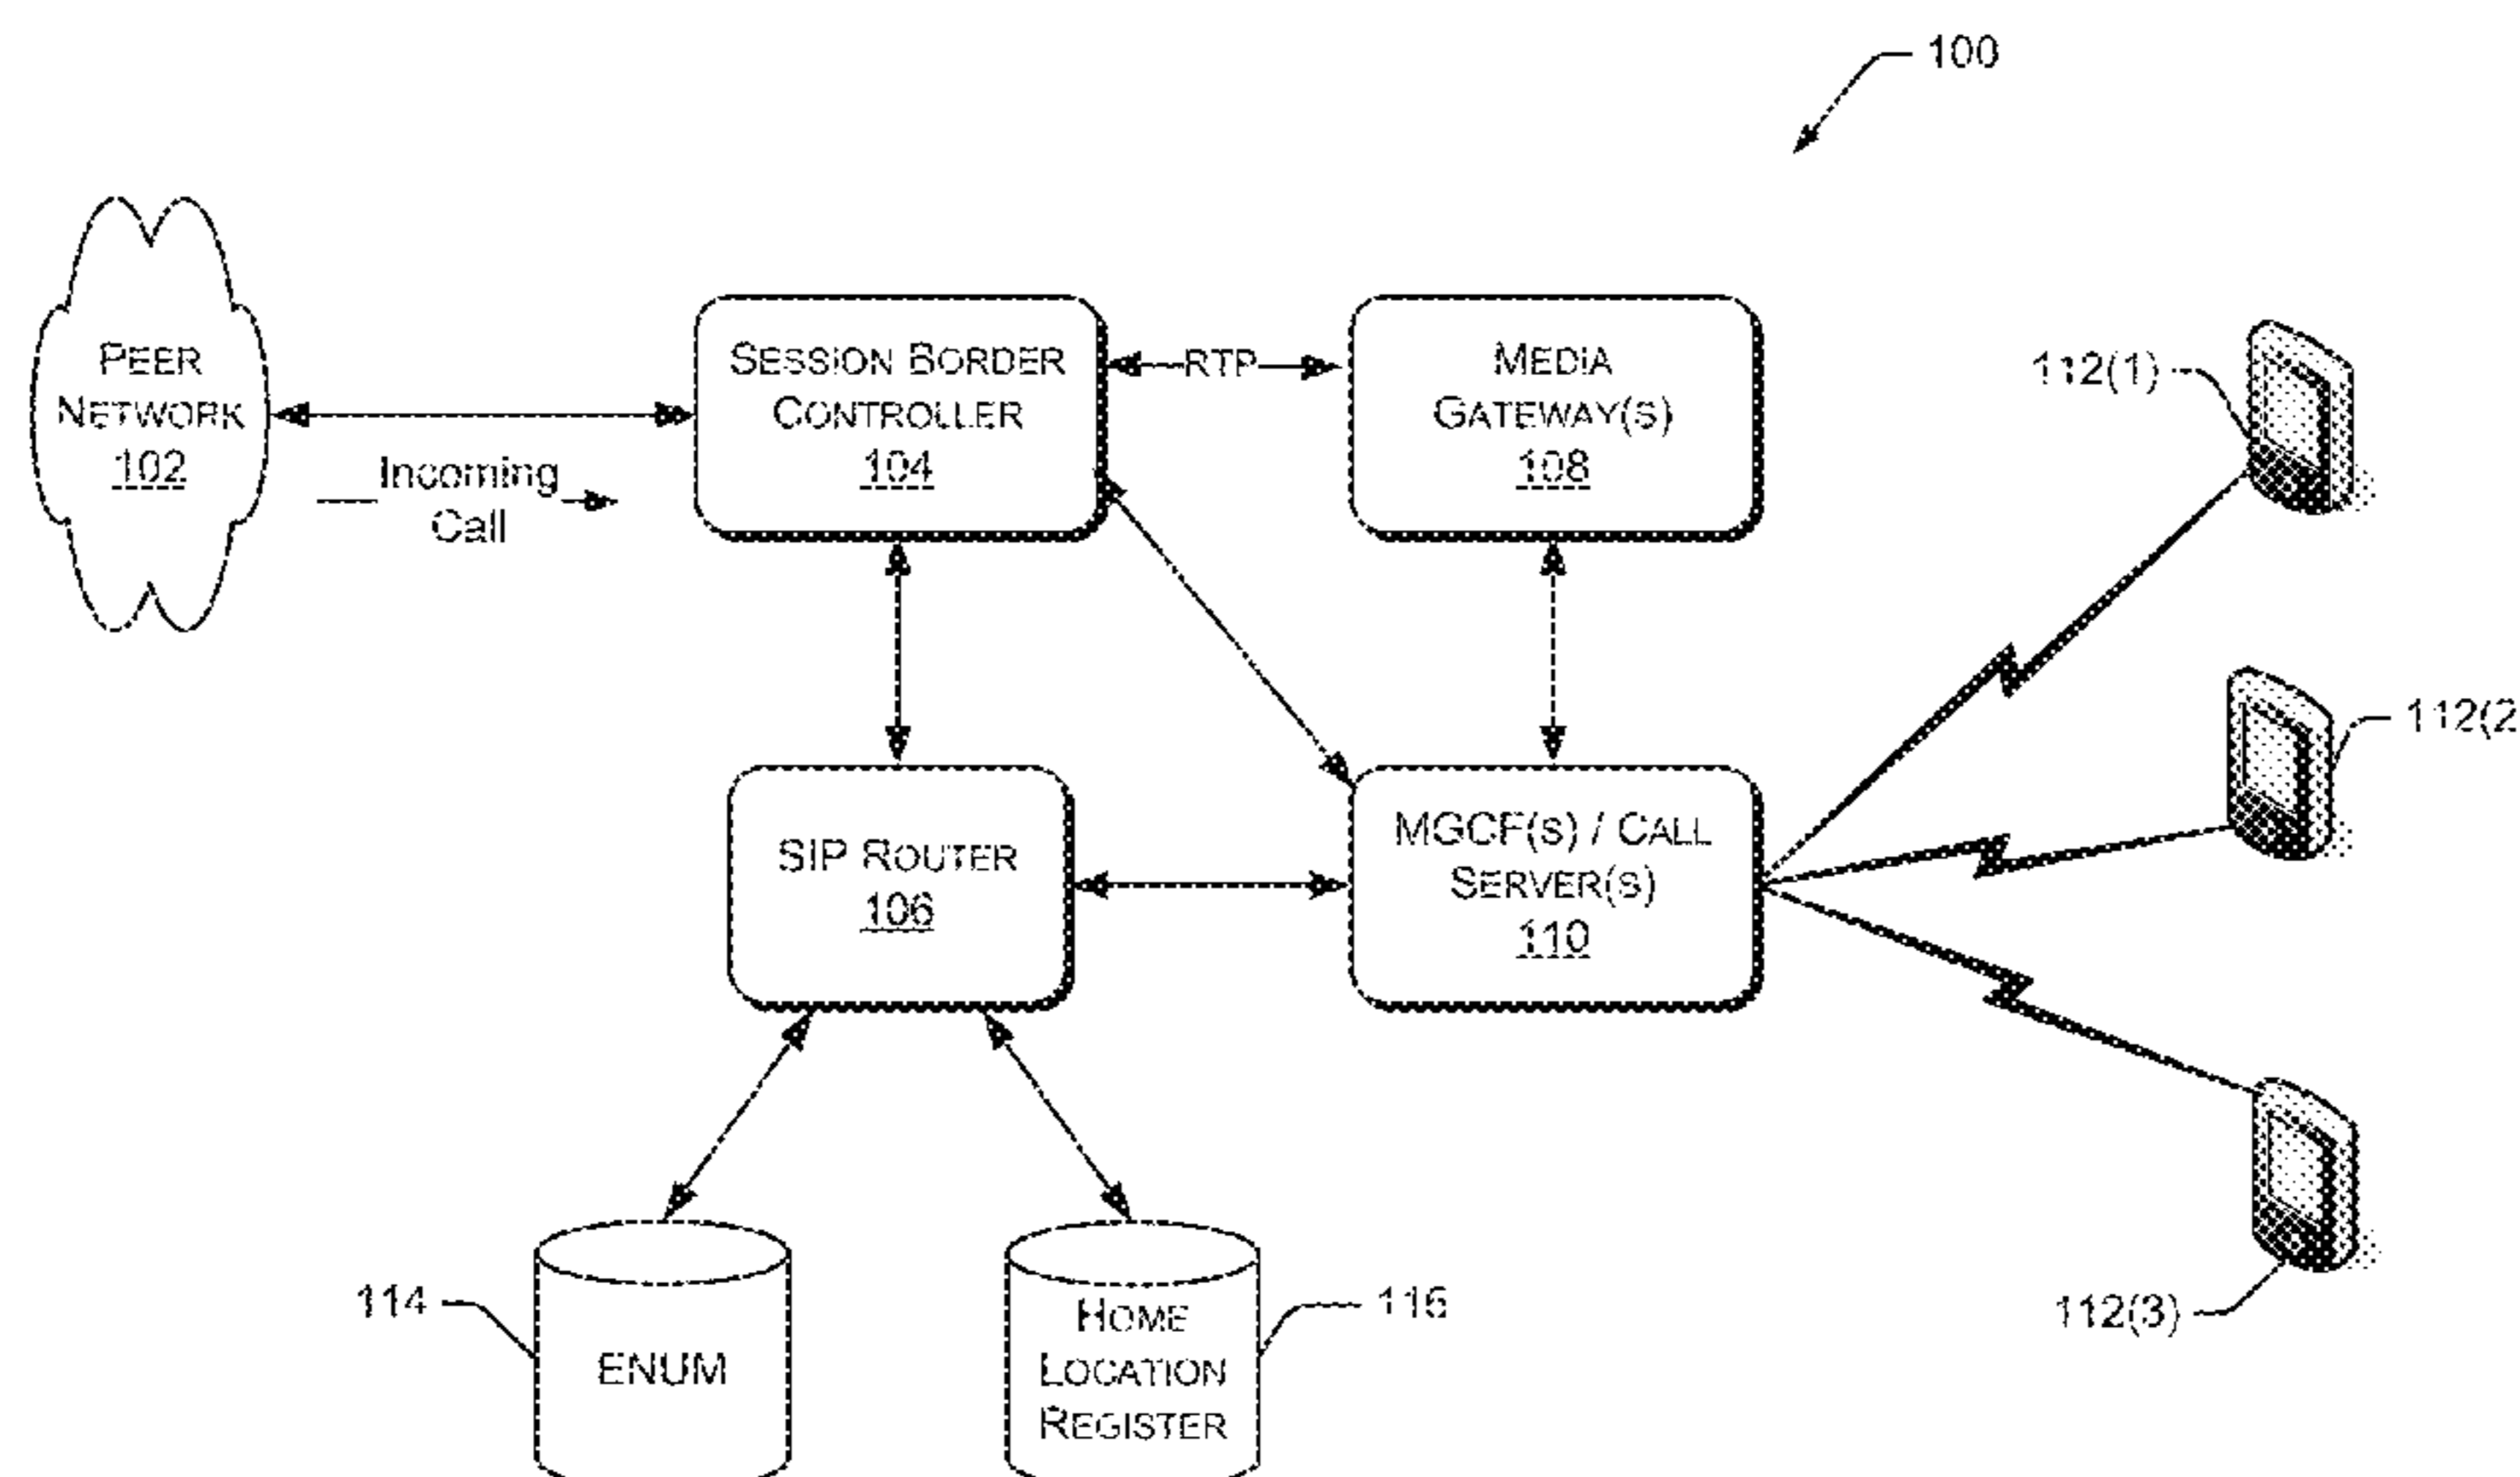 100
PEER
NETWORK
102
Incoming
Call
SESSION BORDER
CONTROLLER
104
RTP
MEDIA
GATEWAY(S)
108
112(1)
112(2
SIP ROUTER
106
MGCF(S) / CALL
SERVER(S)
110
114
ENUM
HOME
LOCATION
REGISTER
116
112(3)